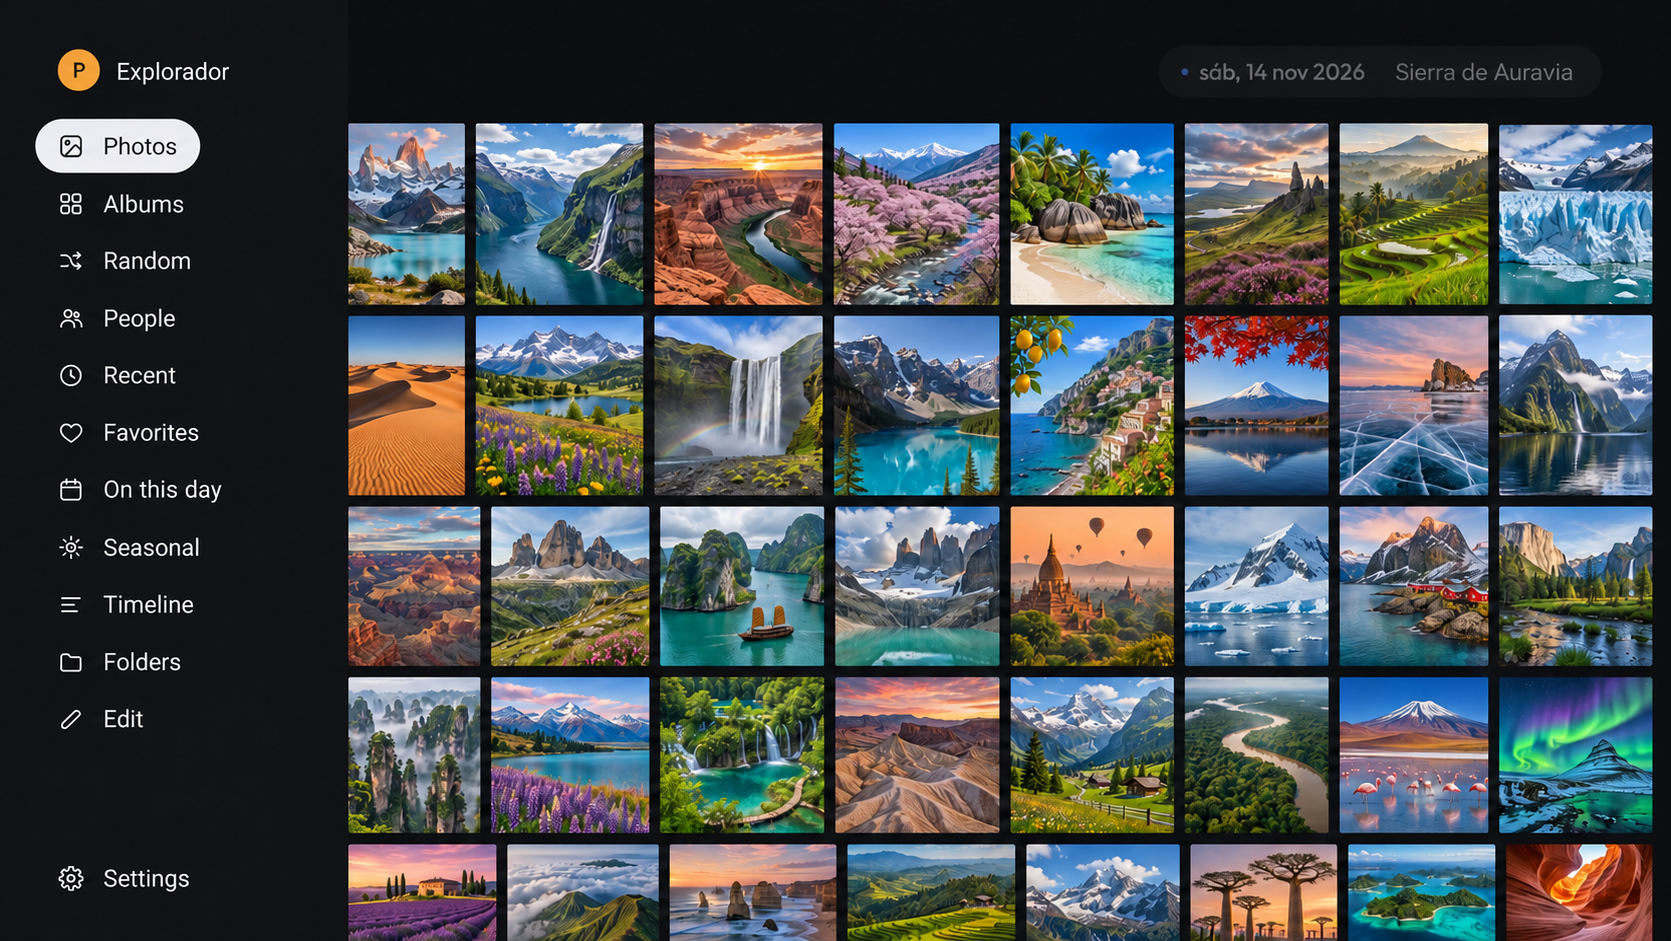 P Explorador
sáb, 14 nov 2026 Sierra de Auravia
Photos
Albums
Random
People
Recent
Favorites
On this day
Seasonal
Timeline
Folders
Edit
Settings